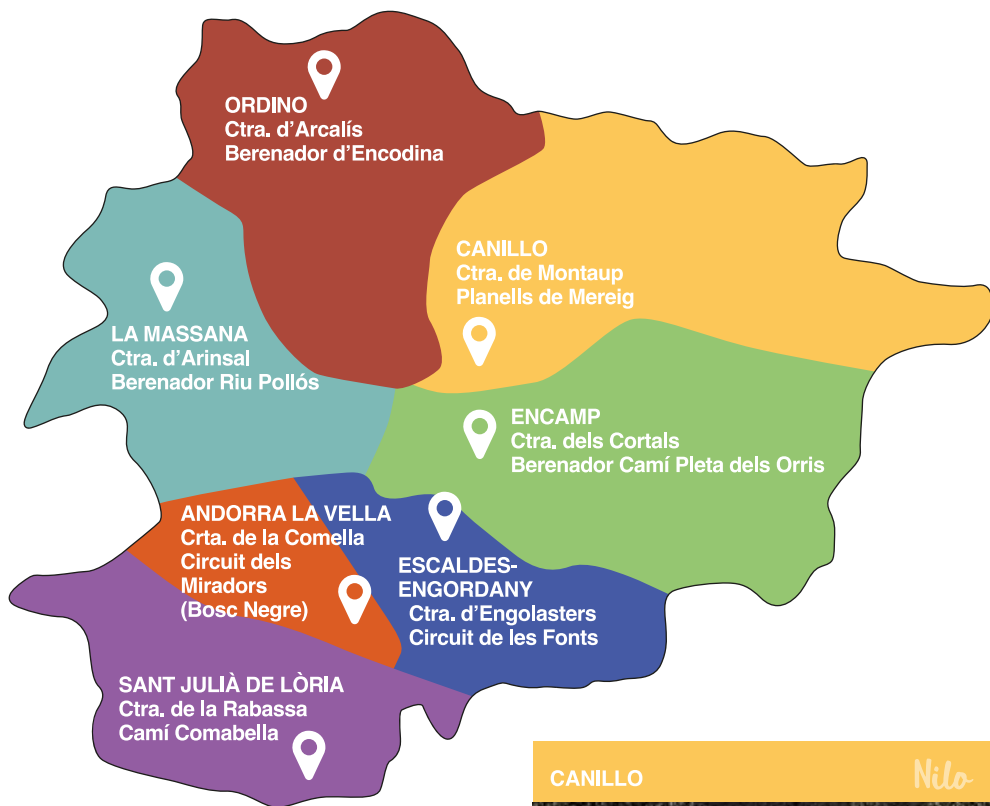 ORDINO
Ctra. d'Arcalís
Berenador d'Encodina
CANILLO
Ctra. de Montaup
Planells de Mereig
LA MASSANA
Ctra. d'Arinsal
Berenador Riu Pollós
ENCAMP
Ctra. dels Cortals
Berenador Camí Pleta dels Orris
ANDORRA LA VELLA
Crta. de la Comella
Circuit dels
Miradors
(Bosc Negre)
ESCALDES-
ENGORDANY
Ctra. d'Engolasters
Circuit de les Fonts
SANT JULIÀ DE LÒRIA
Ctra. de la Rabassa
Camí Comabella
CANILLO
Nilo